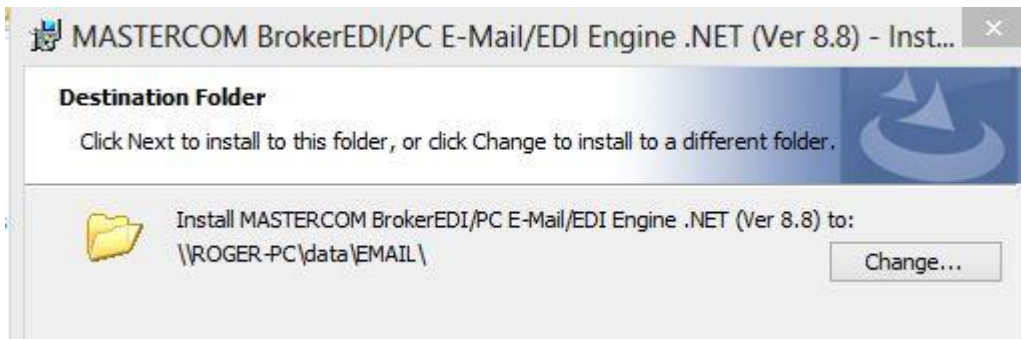 MASTERCOM BrokerEDI/PC E-Mail/EDI Engine .NET (Ver 8.8) - Inst...
Destination Folder
Click Next to install to this folder, or click Change to install to a different folder.
Install MASTERCOM BrokerEDI/PC E-Mail/EDI Engine .NET (Ver 8.8) to:
\\ROGER-PC\data\EMAIL\
Change...